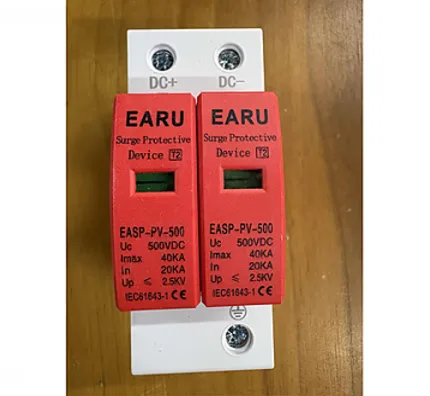 DC+ DC-
EARU
Surge Protective
Device T2
EASP-PV-500
Uc 500VDC
Imax 40KA
In 20KA
Up ≤ 2.5KV
IEC61643-1 CE
EARU
Surge Protective
Device T2
EASP-PV-500
Uc 500VDC
Imax 40KA
In 20KA
Up ≤ 2.5KV
IEC61643-1 CE